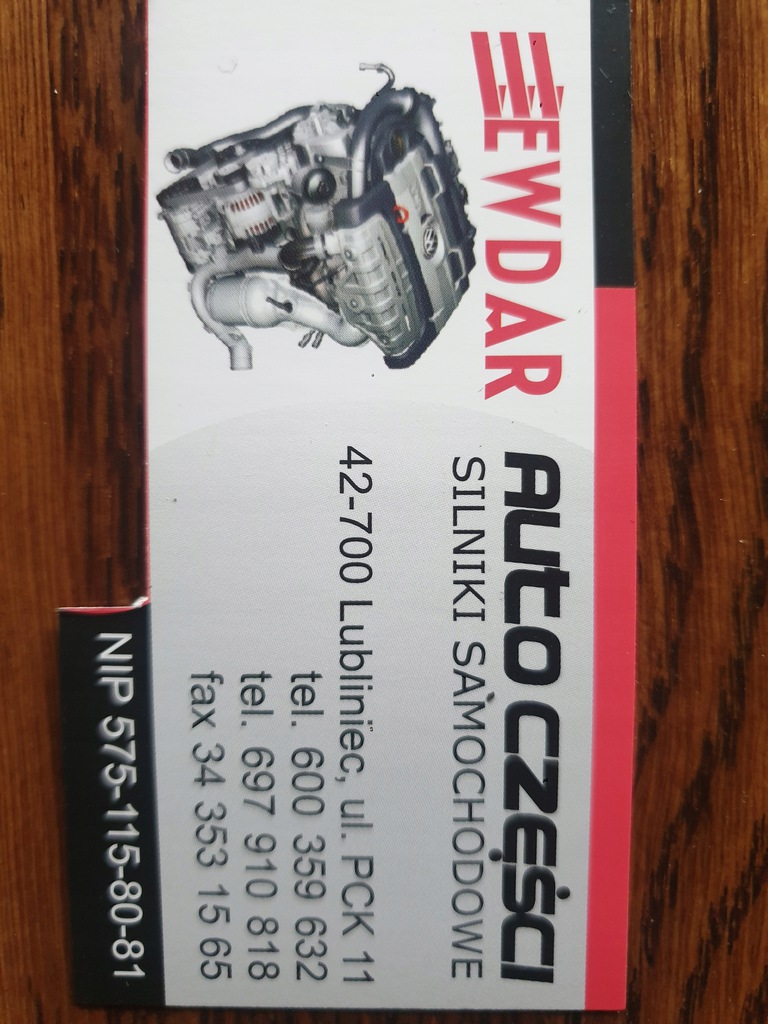 EWDAR
AUTO CZĘŚCI
SILNIKI SAMOCHODOWE
42-700 Lubliniec, ul. PCK 11
tel. 600 359 632
tel. 697 910 818
fax 34 353 15 65
NIP 575-115-80-81